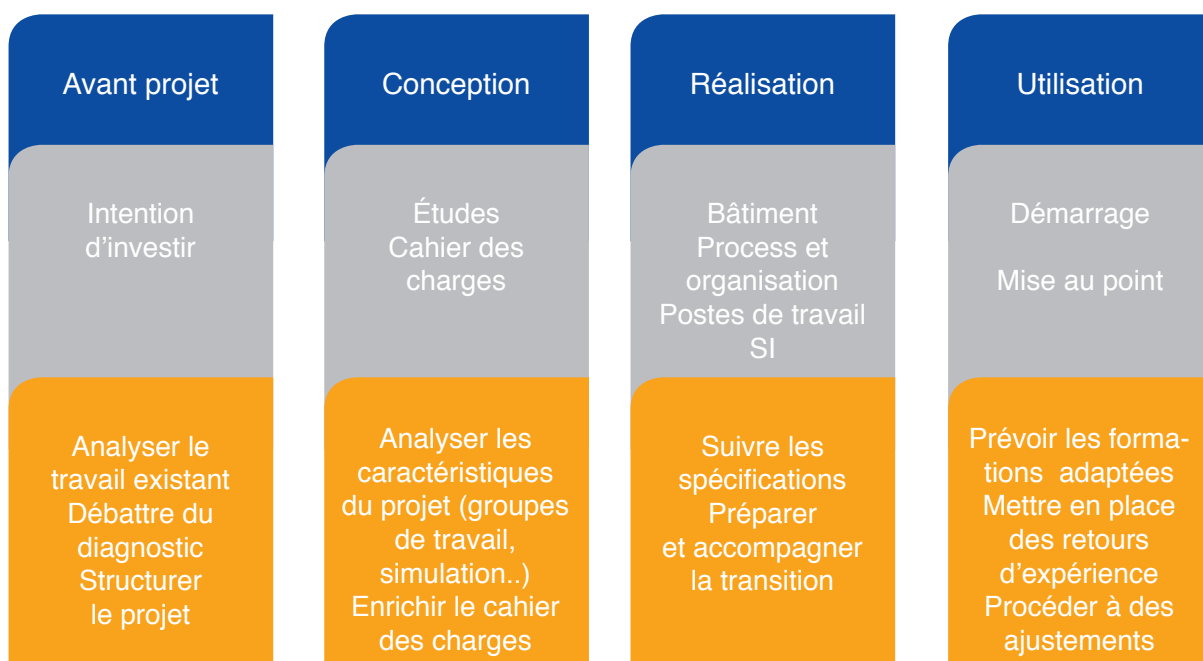 Avant projet
Intention
d’investir
Analyser le
travail existant
Débattre du
diagnostic
Structurer
le projet
Conception
Études
Cahier des
charges
Analyser les
caractéristiques
du projet (groupes
de travail,
simulation..)
Enrichir le cahier
des charges
Réalisation
Bâtiment
Process et
organisation
Postes de travail
SI
Suivre les
spécifications
Préparer
et accompagner
la transition
Utilisation
Démarrage
Mise au point
Prévoir les forma-
tions adaptées
Mettre en place
des retours
d’expérience
Procéder à des
ajustements